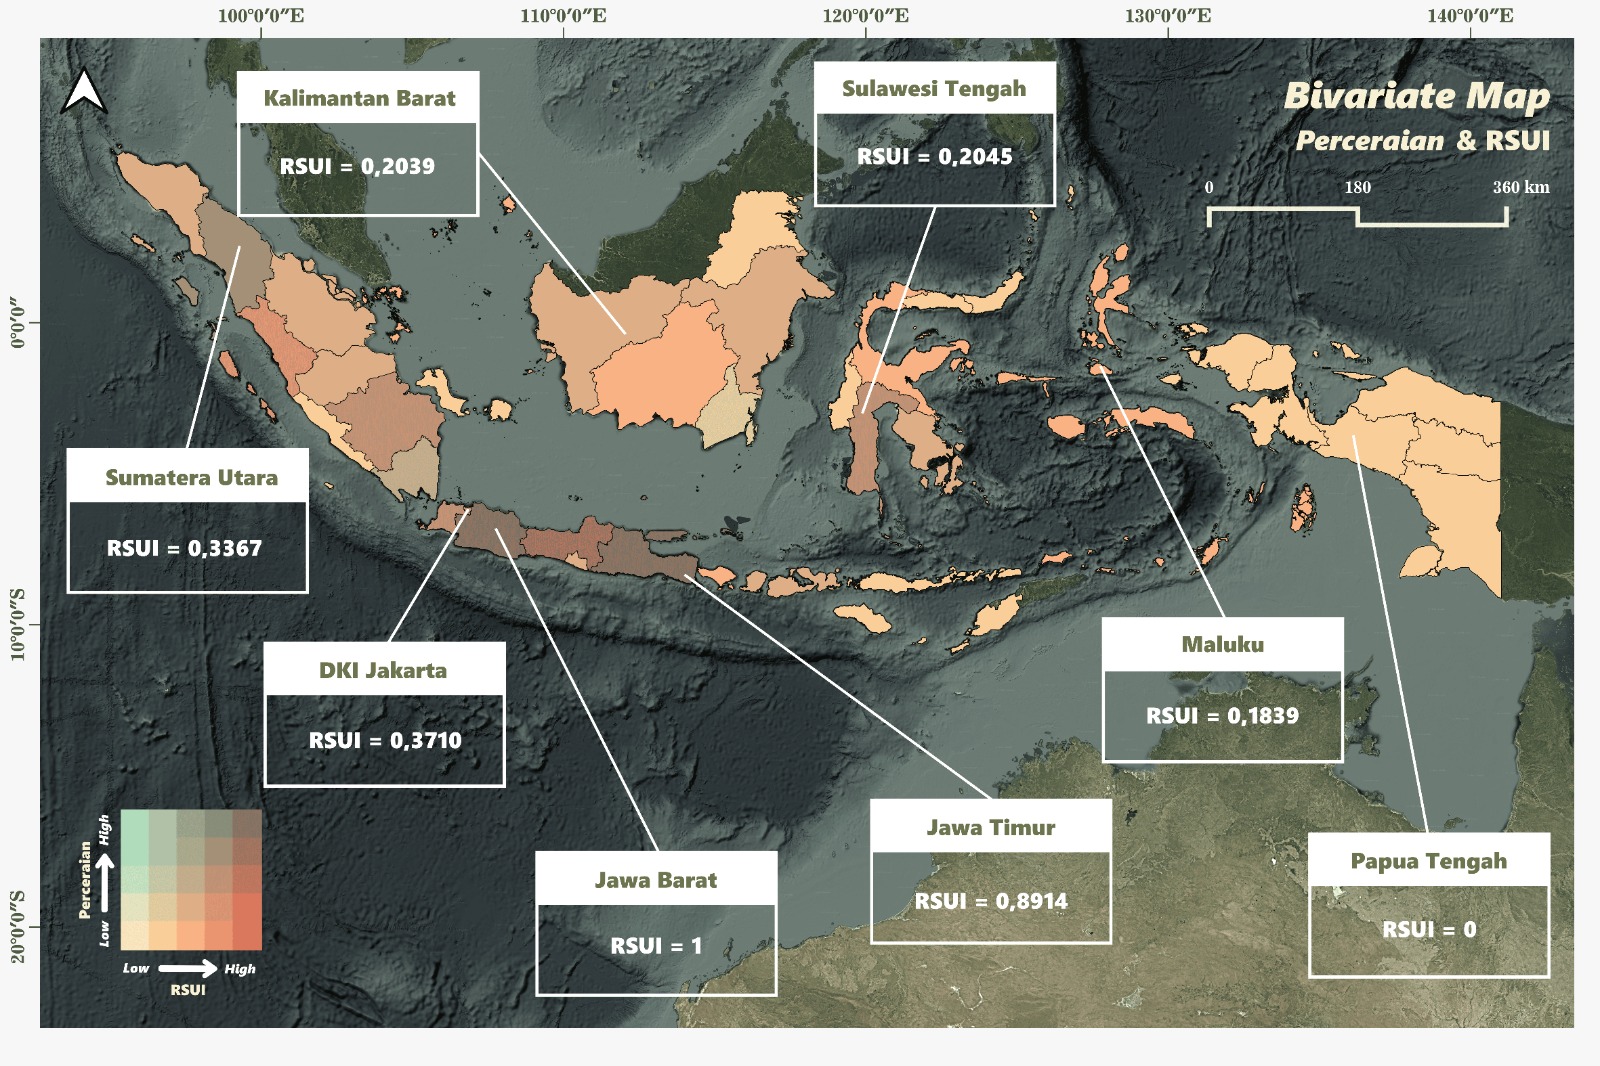 100°0′0″E
110°0′0″E
120°0′0″E
130°0′0″E
140°0′0″E
Bivariate Map
Perceraian & RSUI
0 180 360 km
Kalimantan Barat
RSUI = 0,2039
Sulawesi Tengah
RSUI = 0,2045
0°0′0″
Sumatera Utara
RSUI = 0,3367
10°0′0″S
DKI Jakarta
RSUI = 0,3710
Maluku
RSUI = 0,1839
Jawa Timur
RSUI = 0,8914
Jawa Barat
RSUI = 1
Papua Tengah
RSUI = 0
20°0′0″S
Perceraian
High
Low
Low
High
RSUI